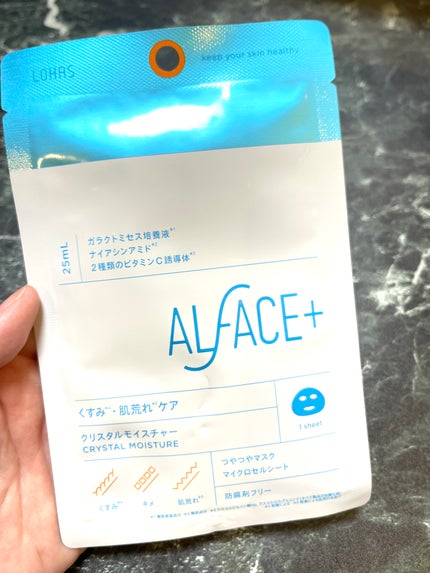 LOHAS
keep your skin healthy
25mL
ガラクトミセス培養液*1
ナイアシンアミド*2
2種類のビタミンC誘導体*3
ALFACE+
くすみ*・肌荒れ*ケア
クリスタルモイスチャー
CRYSTAL MOISTURE
1 sheet
くすみ
キメ
肌荒れ
つやつやマスク
マイクロセルシート
防腐剤フリー